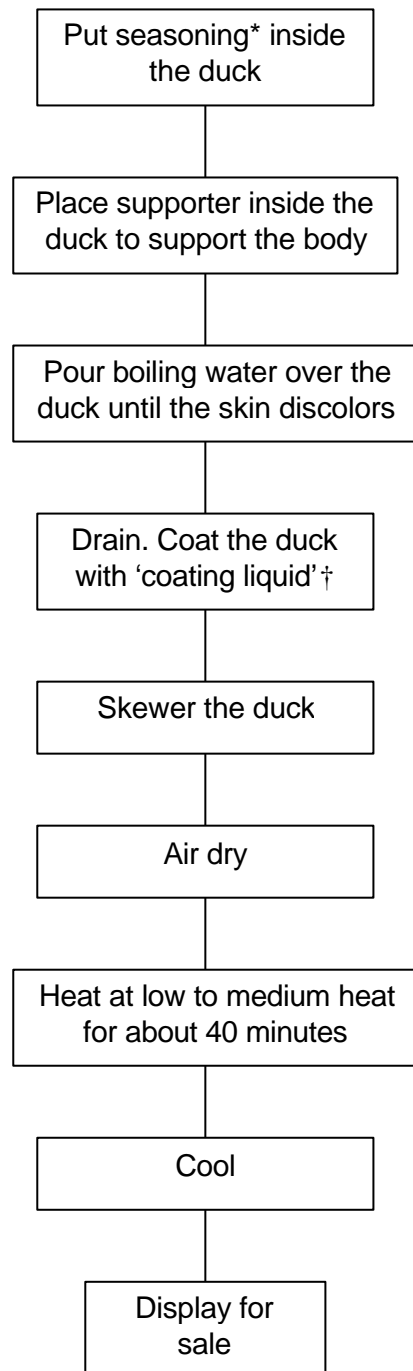 Put seasoning* inside
the duck
Place supporter inside the
duck to support the body
Pour boiling water over the
duck until the skin discolors
Drain. Coat the duck
with ‘coating liquid’†
Skewer the duck
Air dry
Heat at low to medium heat
for about 40 minutes
Cool
Display for
sale